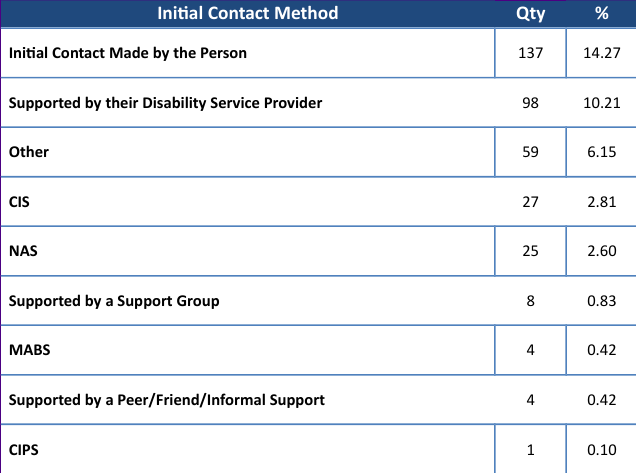 Initial Contact Method Qty %
Initial Contact Made by the Person 137 14.27
Supported by their Disability Service Provider 98 10.21
Other 59 6.15
CIS 27 2.81
NAS 25 2.60
Supported by a Support Group 8 0.83
MABS 4 0.42
Supported by a Peer/Friend/Informal Support 4 0.42
CIPS 1 0.10